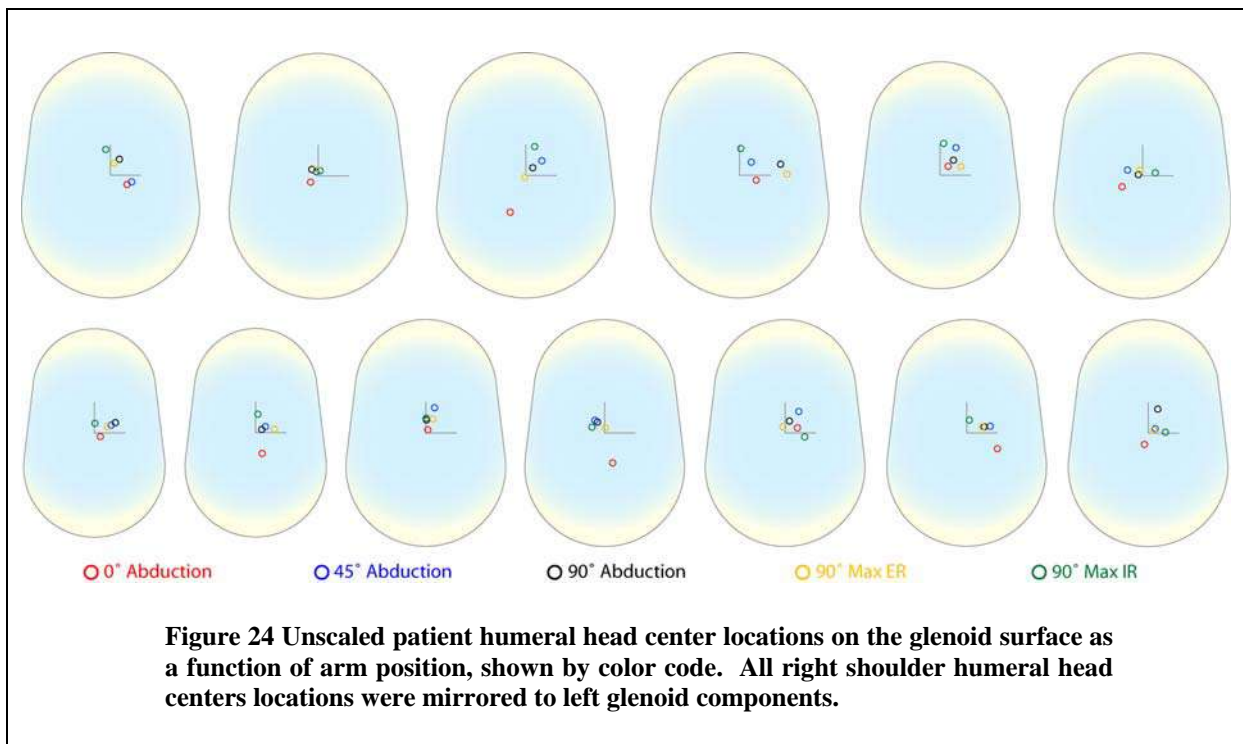 0˚ Abduction 45˚ Abduction 90˚ Abduction 90˚ Max ER 90˚ Max IR
Figure 24 Unscaled patient humeral head center locations on the glenoid surface as
a function of arm position, shown by color code. All right shoulder humeral head
centers locations were mirrored to left glenoid components.